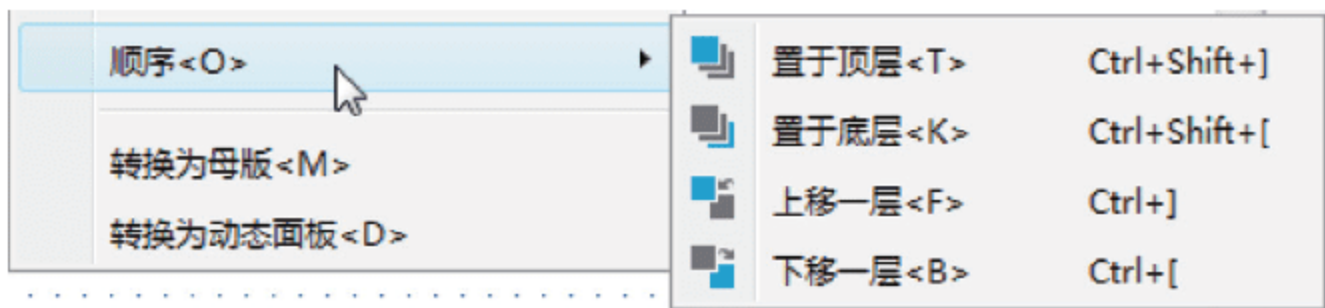 顺序<O>
转换为母版<M>
转换为动态面板<D>
置于顶层<T> Ctrl+Shift+]
置于底层<K> Ctrl+Shift+[
上移一层<F> Ctrl+]
下移一层<B> Ctrl+[